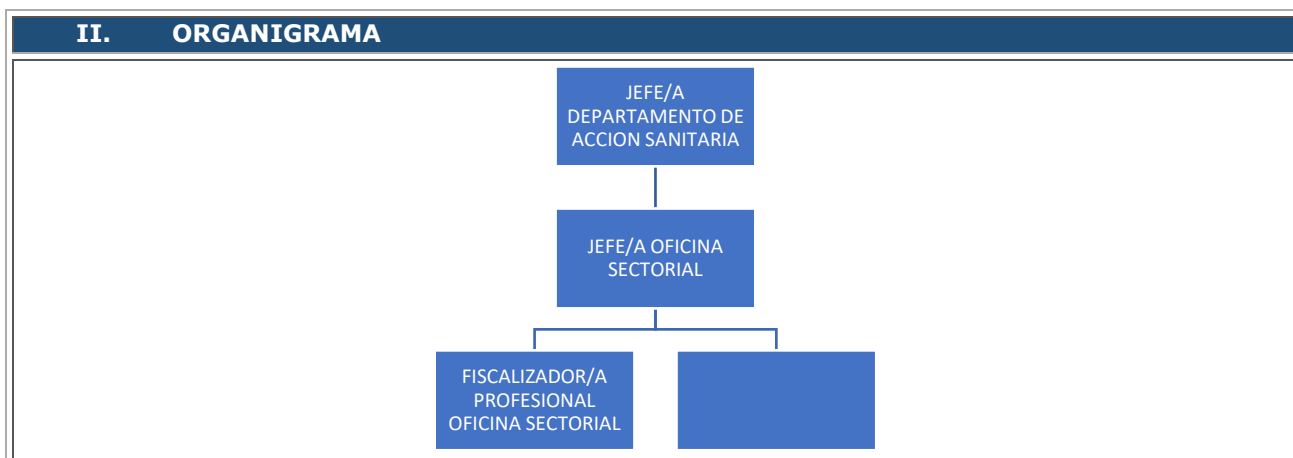 II. ORGANIGRAMA
JEFE/A
DEPARTAMENTO DE
ACCION SANITARIA
JEFE/A OFICINA
SECTORIAL
FISCALIZADOR/A
PROFESIONAL
OFICINA SECTORIAL